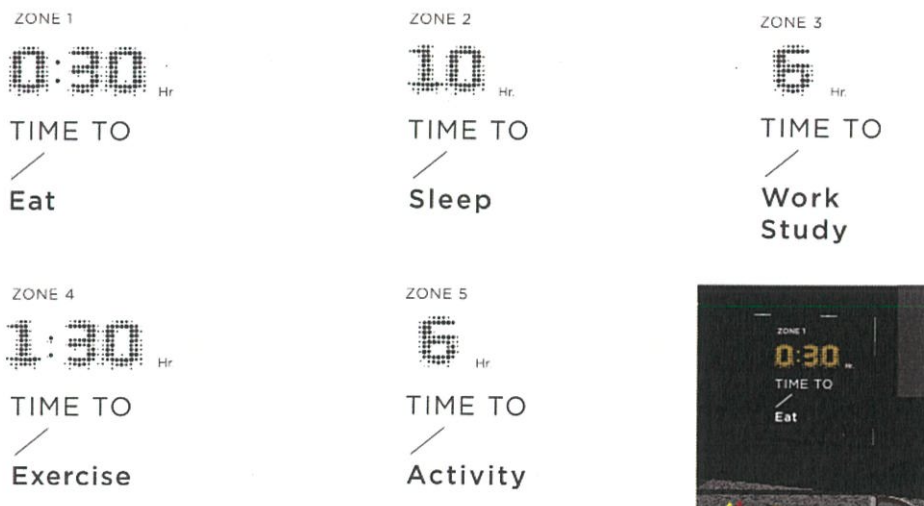 ZONE 1
0:30 Hr
TIME TO
Eat
ZONE 2
10 Hr.
TIME TO
Sleep
ZONE 3
6 Hr.
TIME TO
Work
Study
ZONE 4
1:30 Hr
TIME TO
Exercise
ZONE 5
6 Hr
TIME TO
Activity
ZONE 1
0:30 Hr.
TIME TO
Eat